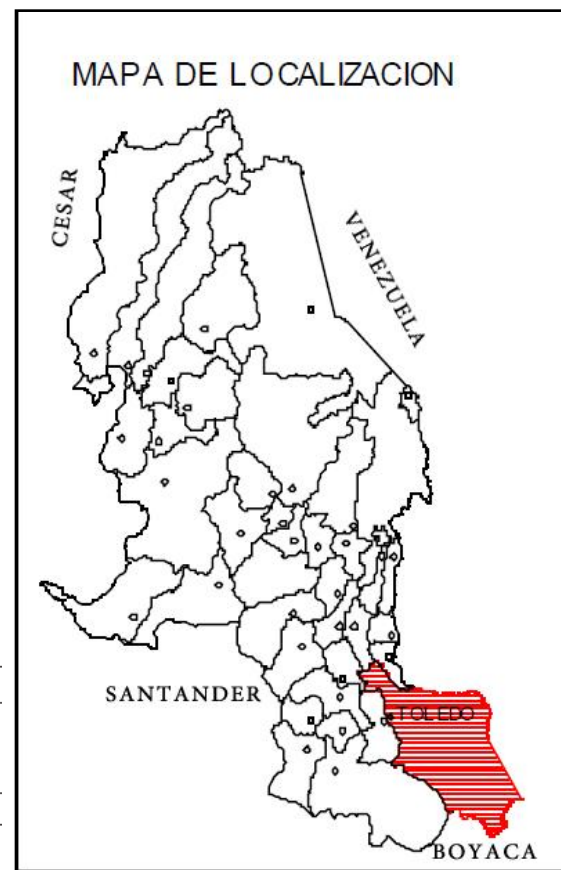 MAPA DE LOCALIZACION
CESAR
VENEZUELA
SANTANDER
TOLEDO
BOYACA